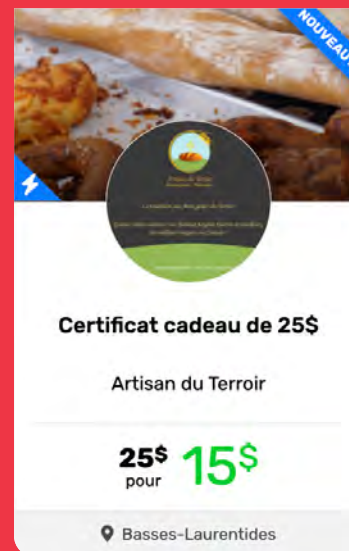 NOUVEAU
Certificat cadeau de 25$
Artisan du Terroir
25$
pour
15$
Basses-Laurentides